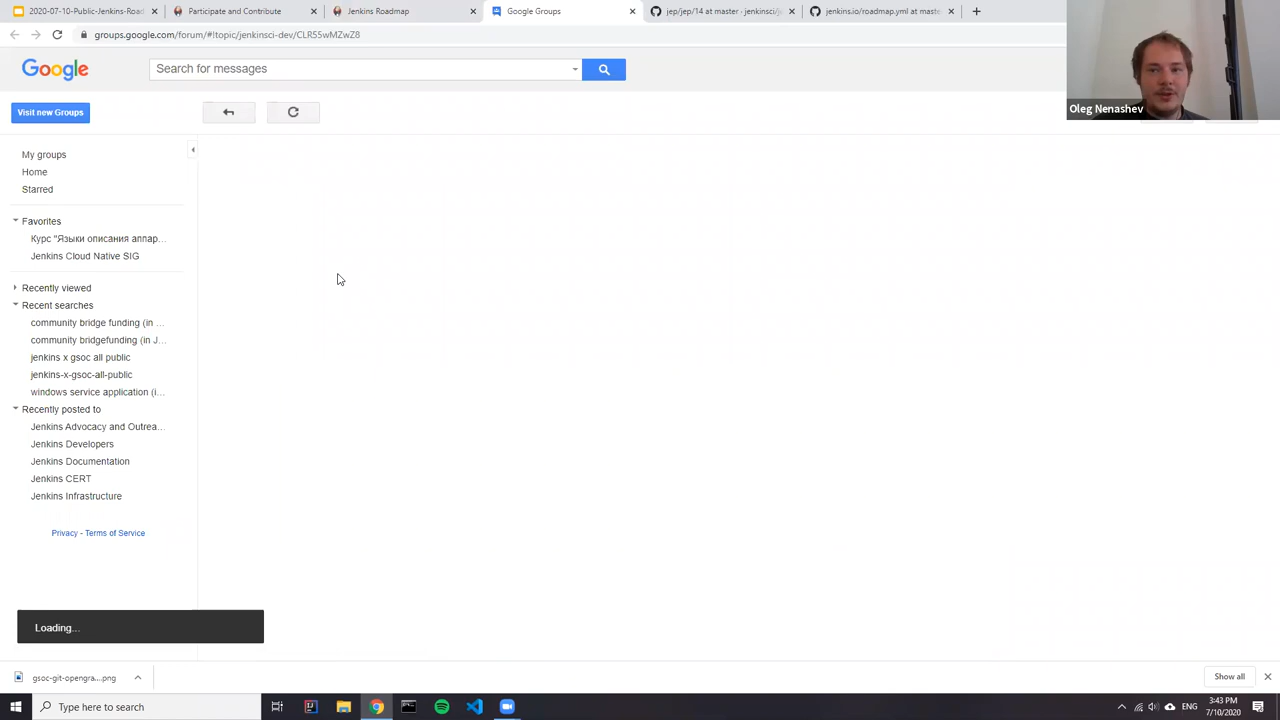 2020-07-10-Public-Jenkins-Road
Participate and Contribute
Jenkins Roadmap
Google Groups
jep/jep/14 at master · jenkinsci/je
jenkins.io/roadmap.yml at maste
groups.google.com/forum/#!topic/jenkinsci-dev/CLR55wMZwZ8
Google
Search for messages
Oleg Nenashev
Visit new Groups
My groups
Home
Starred
Favorites
Курс "Языки описания аппар...
Jenkins Cloud Native SIG
Recently viewed
Recent searches
community bridge funding (in ...
community bridgefunding (in J...
jenkins x gsoc all public
jenkins-x-gsoc-all-public
windows service application (i...
Recently posted to
Jenkins Advocacy and Outrea...
Jenkins Developers
Jenkins Documentation
Jenkins CERT
Jenkins Infrastructure
Privacy - Terms of Service
Loading...
gsoc-git-opengra....png
Show all
Type here to search
ENG
3:43 PM
7/10/2020